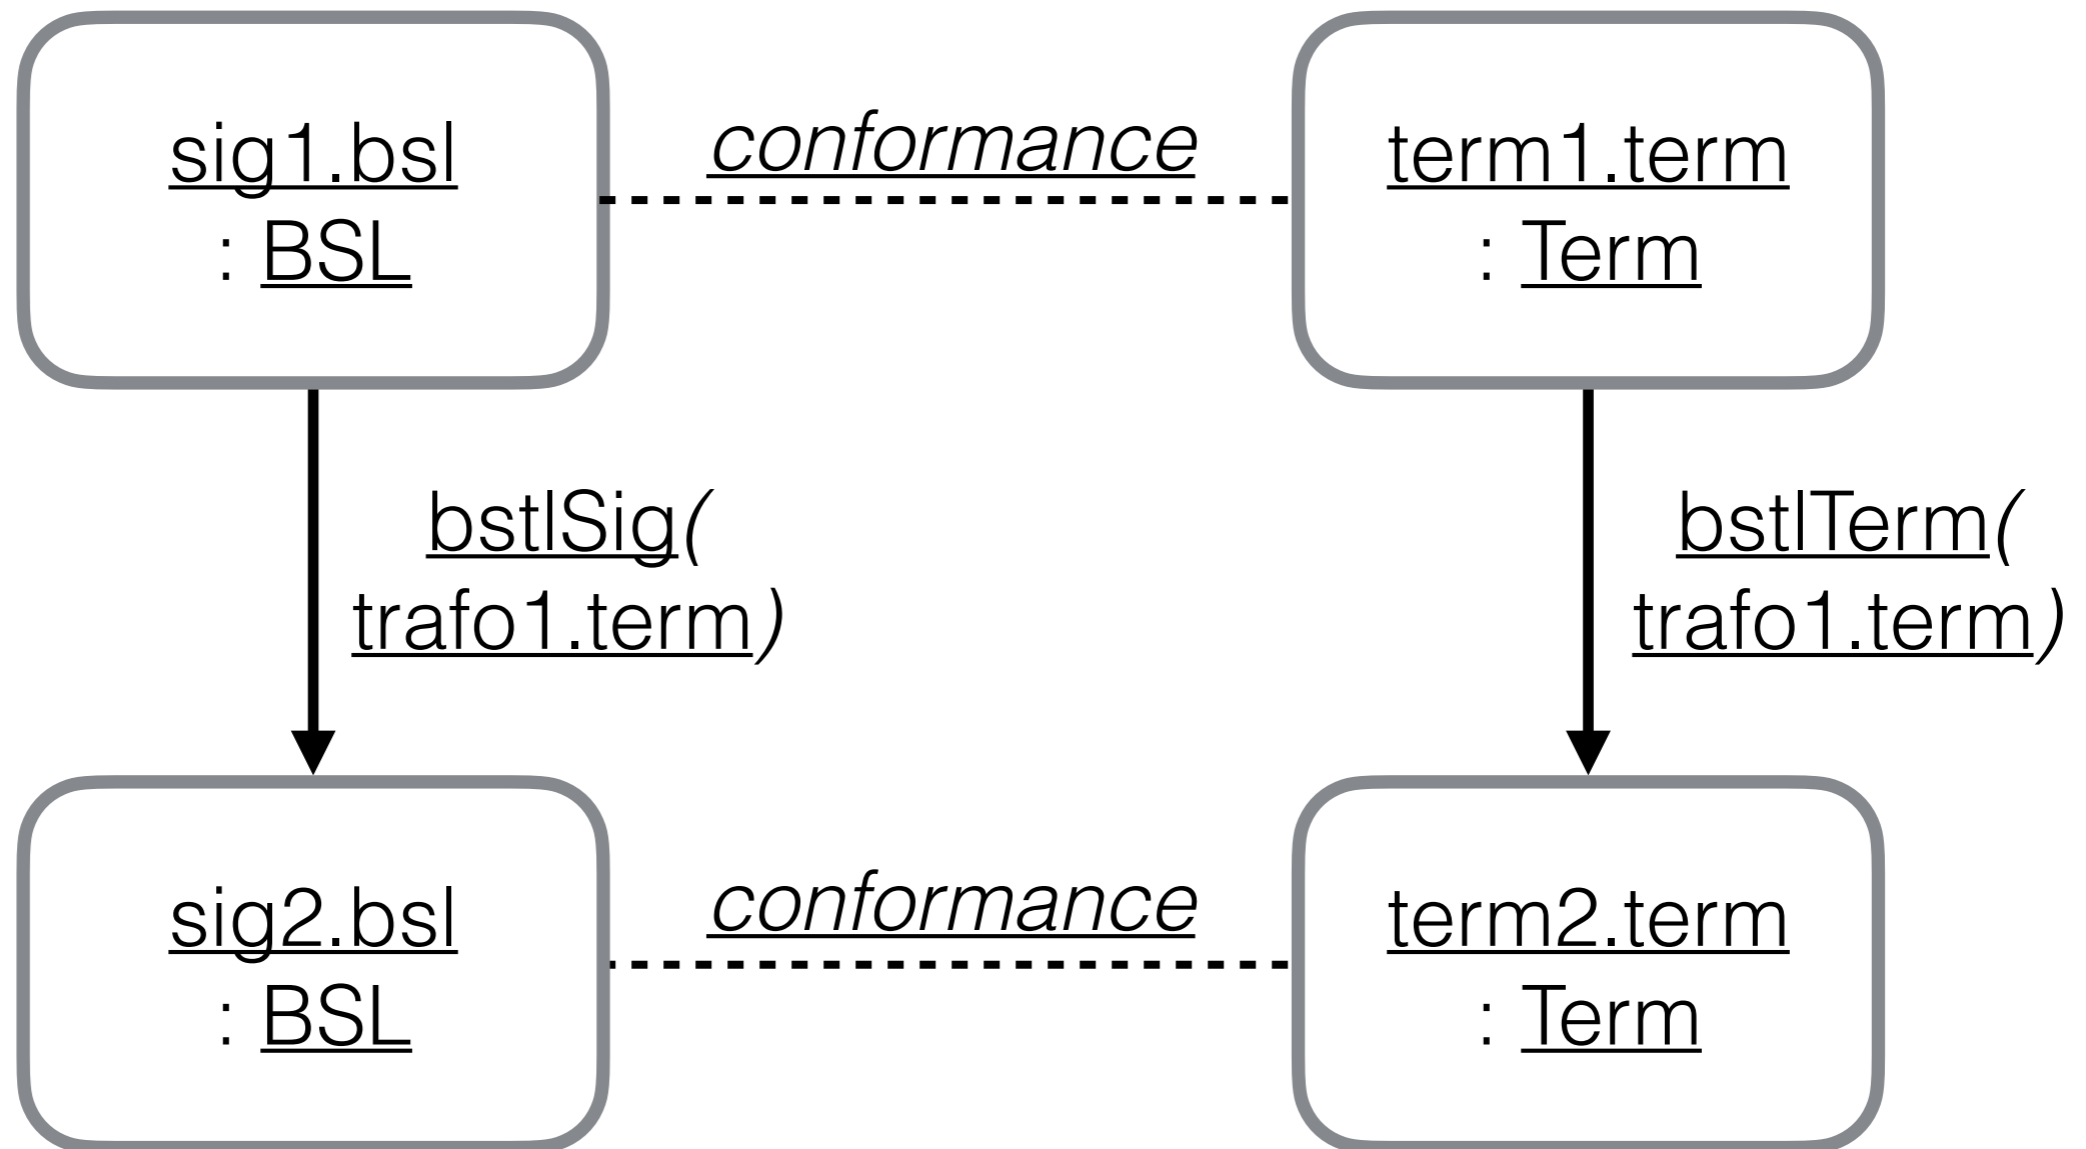 sig1.bsl
: BSL
conformance
term1.term
: Term
bstlSig(
trafo1.term)
bstlTerm(
trafo1.term)
sig2.bsl
: BSL
conformance
term2.term
: Term